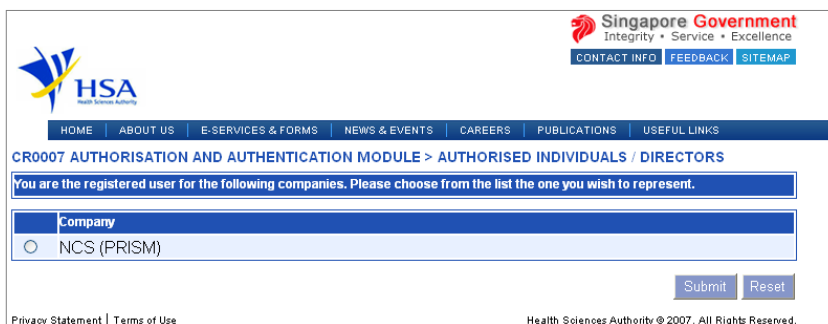 Singapore Government
Integrity • Service • Excellence
CONTACT INFO FEEDBACK SITEMAP
HSA
Health Sciences Authority
HOME | ABOUT US | E-SERVICES & FORMS | NEWS & EVENTS | CAREERS | PUBLICATIONS | USEFUL LINKS
CR0007 AUTHORISATION AND AUTHENTICATION MODULE > AUTHORISED INDIVIDUALS / DIRECTORS
You are the registered user for the following companies. Please choose from the list the one you wish to represent.
Company
NCS (PRISM)
Submit Reset
Privacy Statement | Terms of Use Health Sciences Authority © 2007. All Rights Reserved.